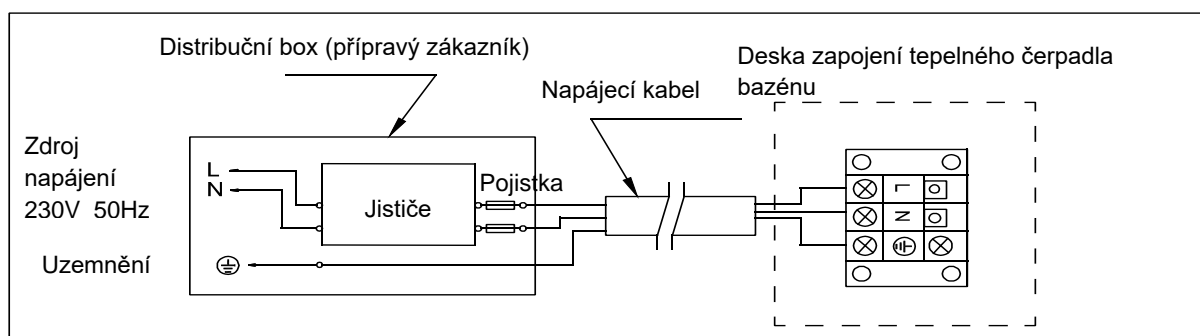 Distribuční box (přípravý zákazník)
Deska zapojení tepelného čerpadla
bazénu
Napájecí kabel
Zdroj
napájení
230V 50Hz
L
N
Jističe
Pojistka
Uzemnění
L
N